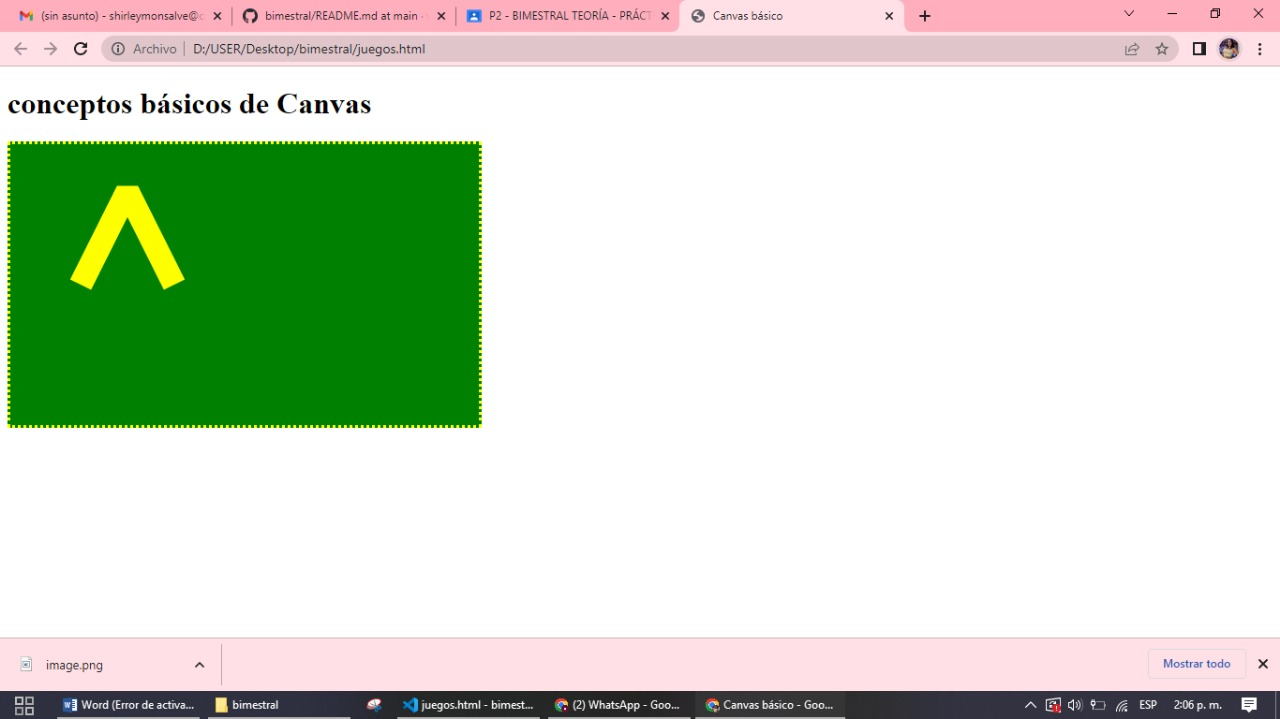 (sin asunto) - shirleymonsalve@c
bimestral/README.md at main ·
P2 - BIMESTRAL TEORÍA - PRÁCT
Canvas básico
Archivo
D:/USER/Desktop/bimestral/juegos.html
conceptos básicos de Canvas
image.png
Mostrar todo
Word (Error de activa...
bimestral
juegos.html - bimest...
(2) WhatsApp - Goo...
Canvas básico - Goo...
ESP
2:06 p. m.